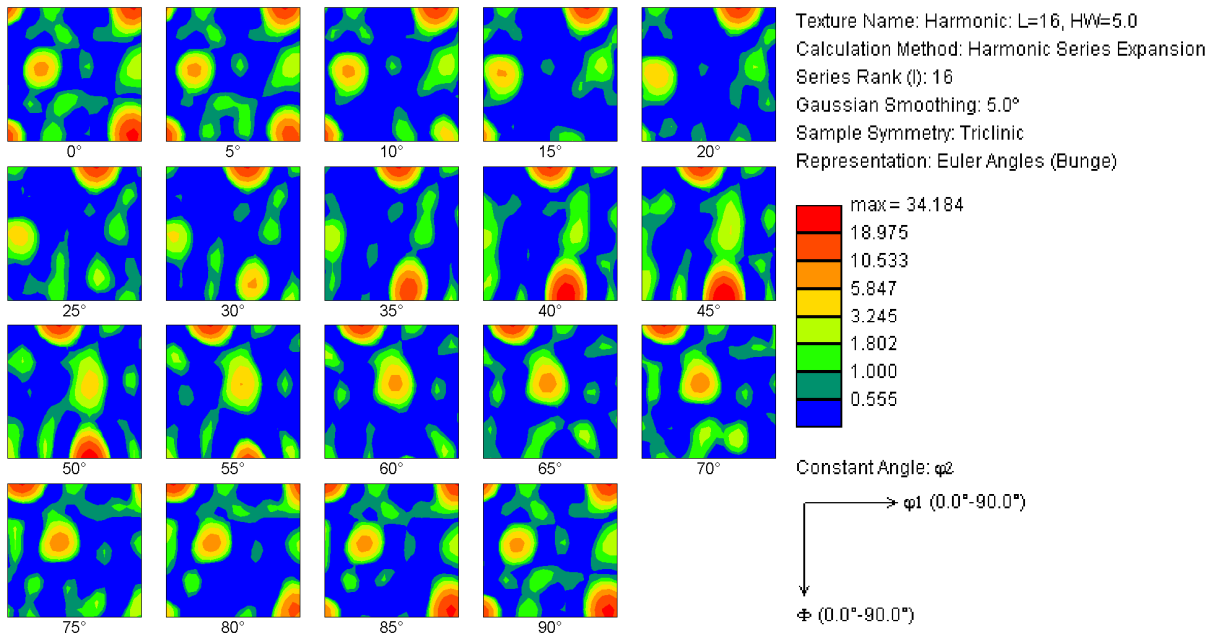 Texture Name: Harmonic: L=16, HW=5.0
Calculation Method: Harmonic Series Expansion
Series Rank (l): 16
Gaussian Smoothing: 5.0°
Sample Symmetry: Triclinic
Representation: Euler Angles (Bunge)
0°
5°
10°
15°
20°
max = 34.184
18.975
10.533
5.847
3.245
1.802
1.000
0.555
25°
30°
35°
40°
45°
50°
55°
60°
65°
70°
Constant Angle: φ2
φ1 (0.0°-90.0°)
Φ (0.0°-90.0°)
75°
80°
85°
90°